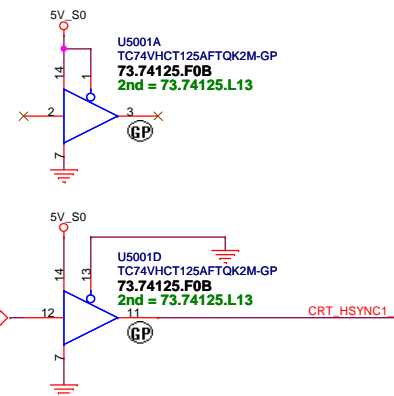 5V_S0
U5001A
TC74VHCT125AFTQK2M-GP
73.74125.F0B
2nd = 73.74125.L13
14
1
2
3
GP
7
5V_S0
U5001D
TC74VHCT125AFTQK2M-GP
73.74125.F0B
2nd = 73.74125.L13
14
13
12
11
CRT_HSYNC1_
GP
7